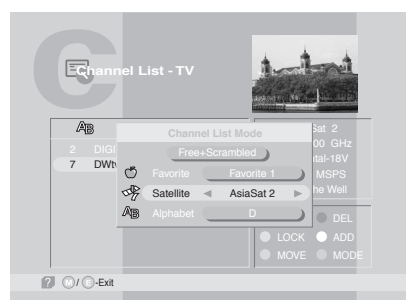 Channel List - TV
AB
2 DIGI
7 DWtv
Channel List Mode
Free+Scrambled
Favorite Favorite 1
Satellite ◀ AsiaSat 2 ▶
AB Alphabet D
Sat 2
00 GHz
tal-18V
MSPS
he Well
DEL
LOCK ADD
MOVE MODE
? M / E -Exit